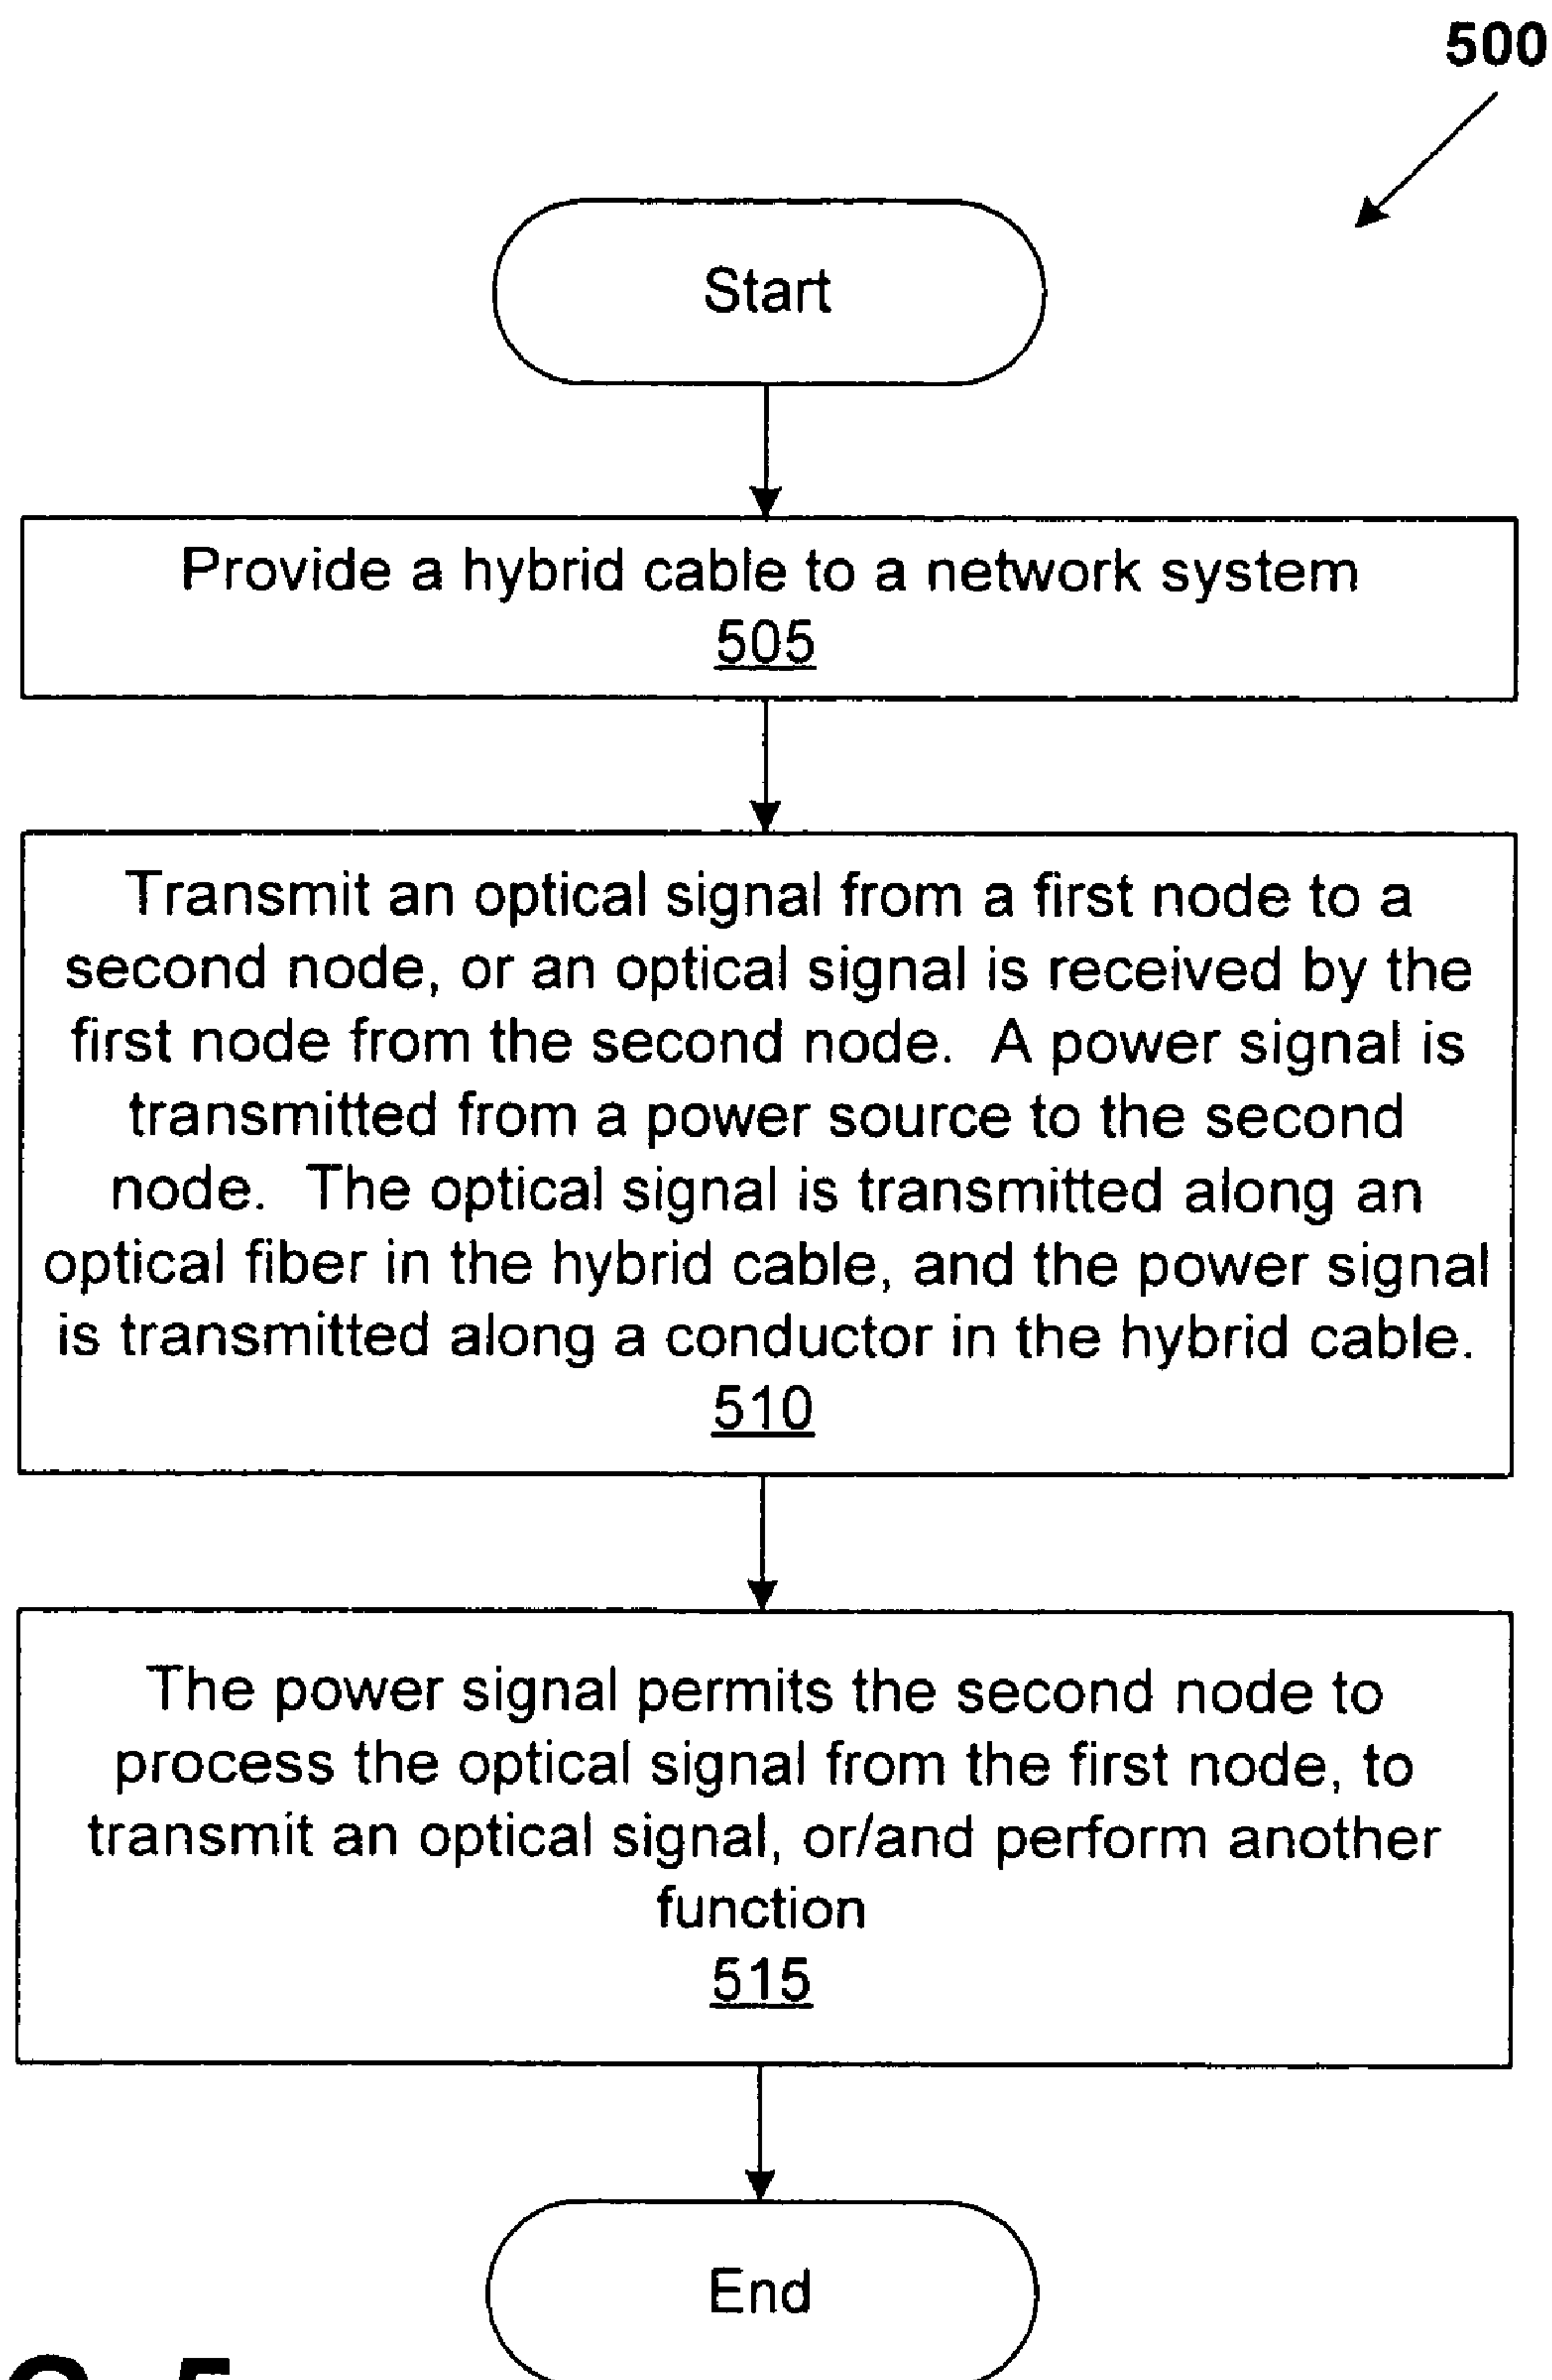 500
Start
Provide a hybrid cable to a network system
505
Transmit an optical signal from a first node to a
second node, or an optical signal is received by the
first node from the second node.  A power signal is
transmitted from a power source to the second
node.  The optical signal is transmitted along an
optical fiber in the hybrid cable, and the power signal
is transmitted along a conductor in the hybrid cable.
510
The power signal permits the second node to
process the optical signal from the first node, to
transmit an optical signal, or/and perform another
function
515
End